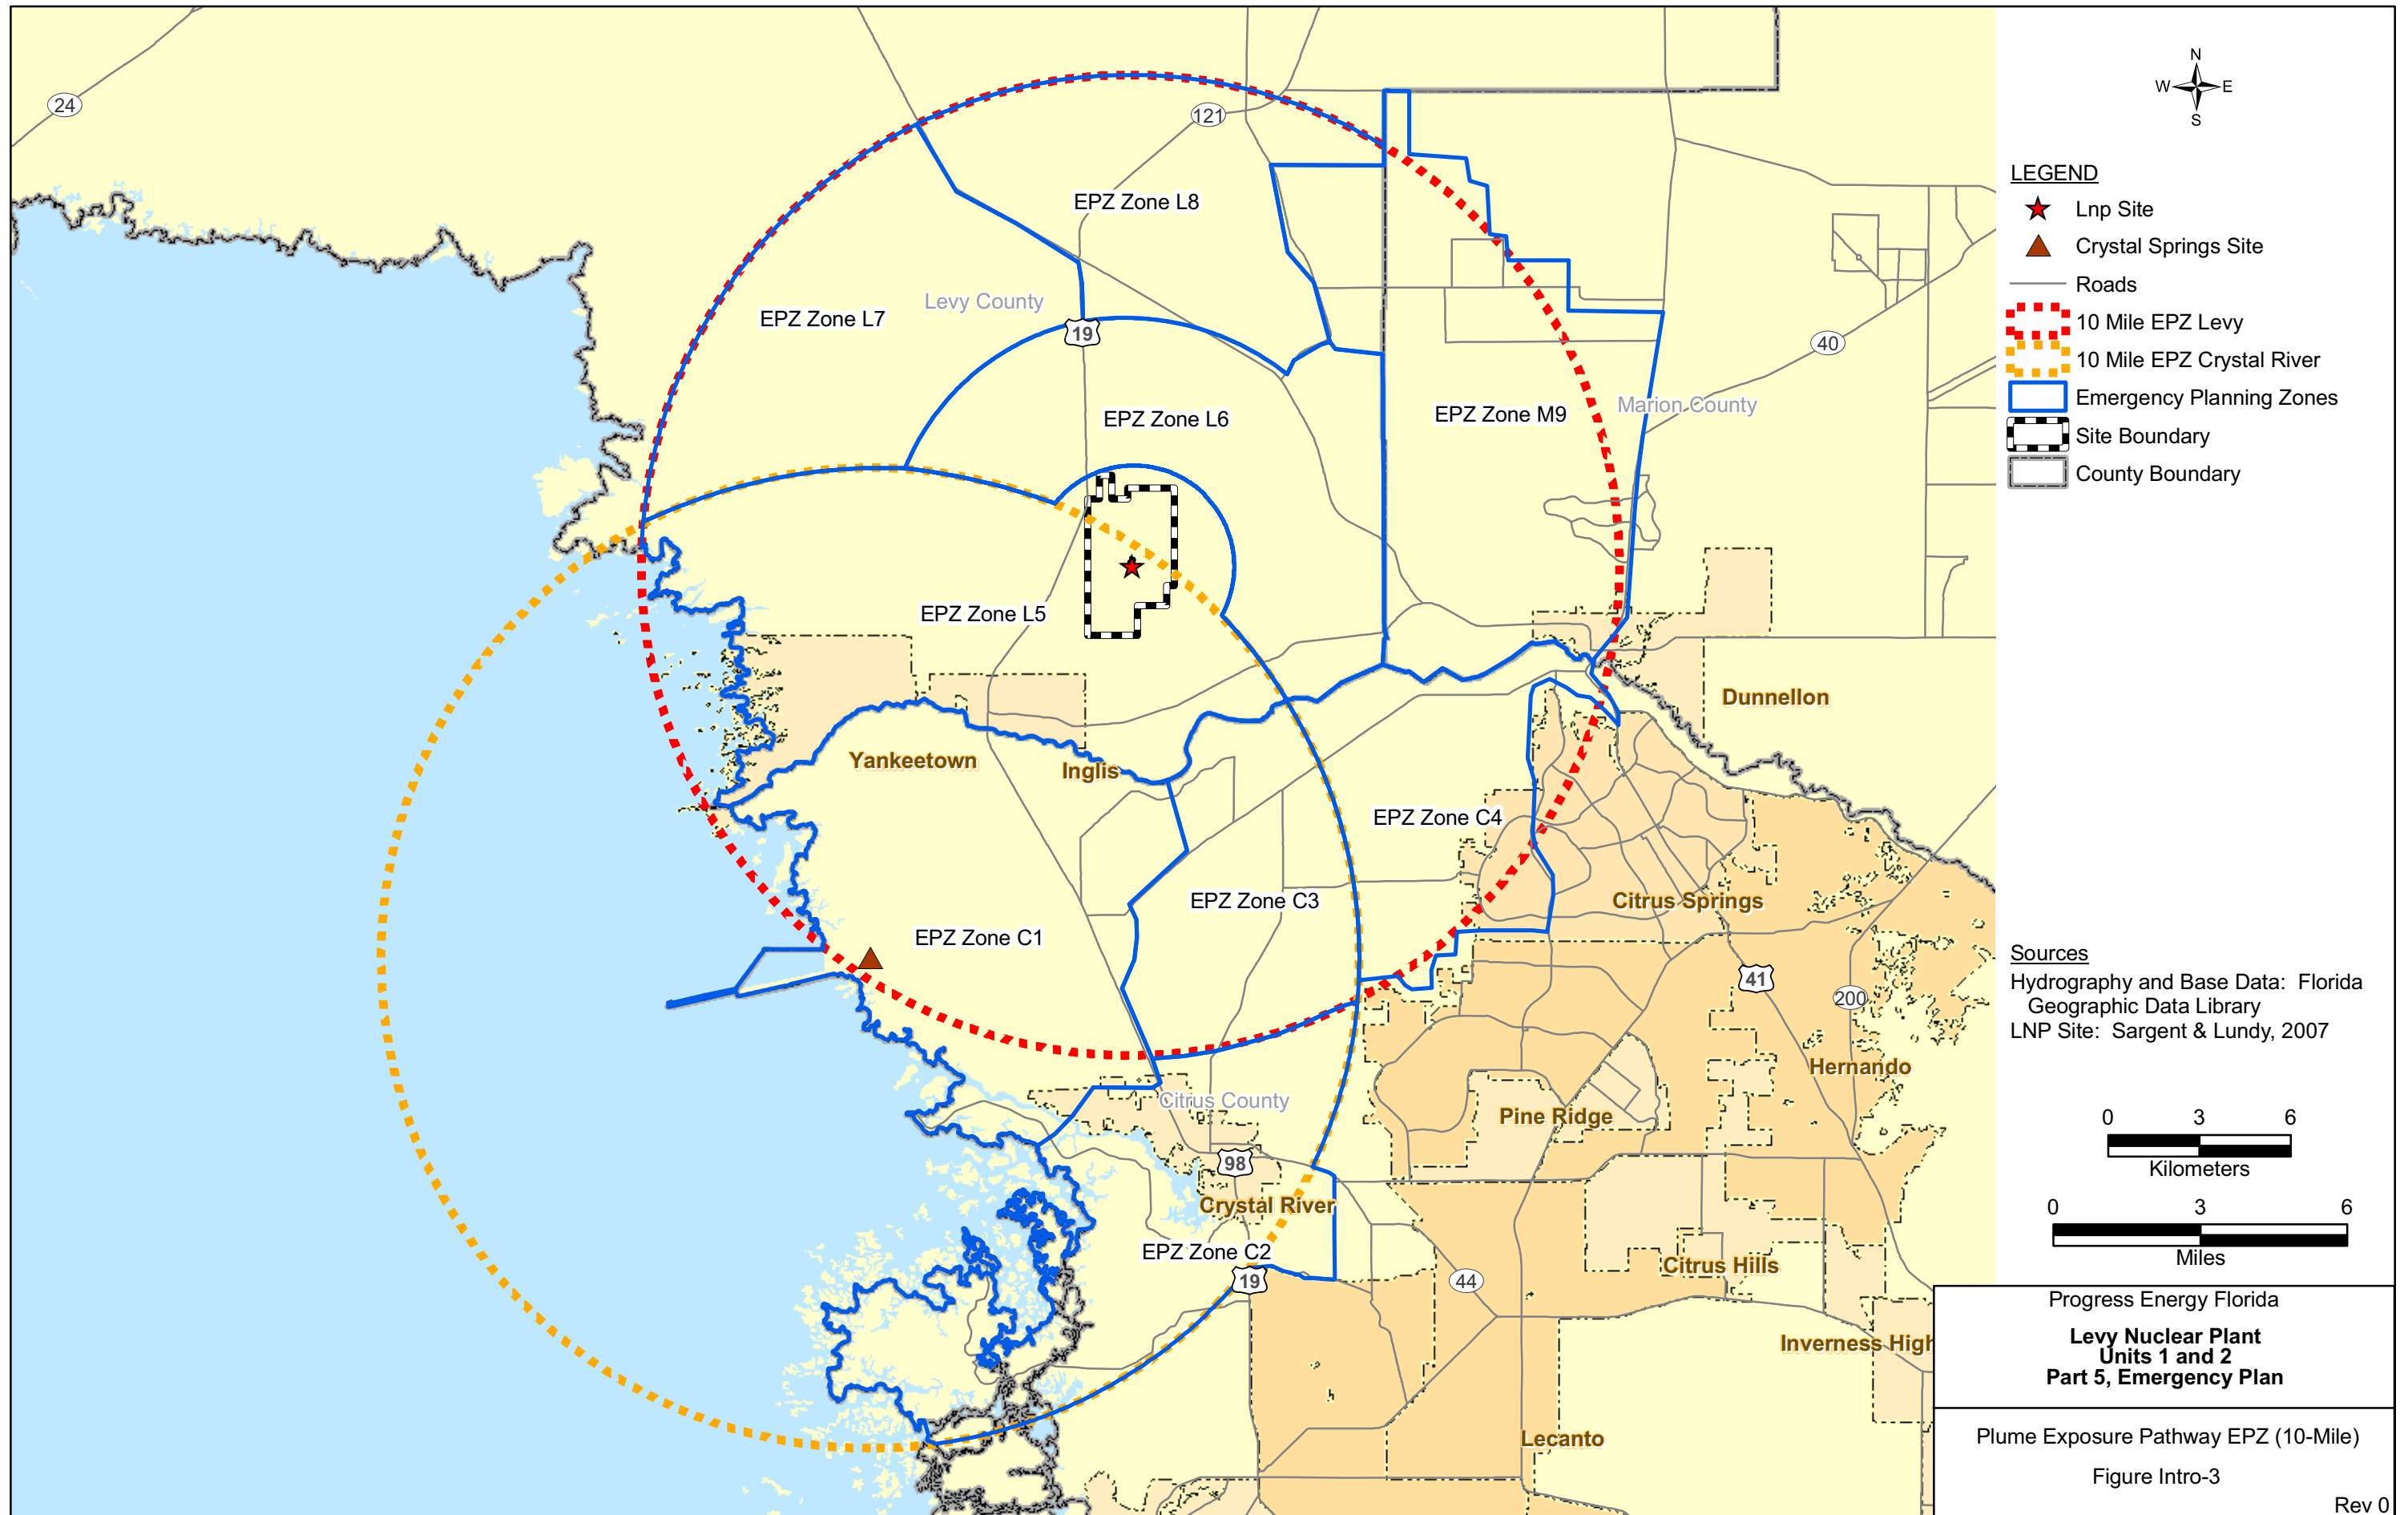 24
121
EPZ Zone L8
EPZ Zone L7
Levy County
19
EPZ Zone L6
EPZ Zone M9
Marion County
40
EPZ Zone L5
Dunnellon
Yankeetown
Inglis
EPZ Zone C4
EPZ Zone C3
Citrus Springs
EPZ Zone C1
41
200
Hernando
Citrus County
Pine Ridge
98
Crystal River
EPZ Zone C2
19
44
Citrus Hills
Inverness High
Lecanto
N
W E
S
LEGEND
Lnp Site
Crystal Springs Site
Roads
10 Mile EPZ Levy
10 Mile EPZ Crystal River
Emergency Planning Zones
Site Boundary
County Boundary
Sources
Hydrography and Base Data: Florida
Geographic Data Library
LNP Site: Sargent & Lundy, 2007
0 3 6
Kilometers
0 3 6
Miles
Progress Energy Florida
Levy Nuclear Plant
Units 1 and 2
Part 5, Emergency Plan
Plume Exposure Pathway EPZ (10-Mile)
Figure Intro-3
Rev 0